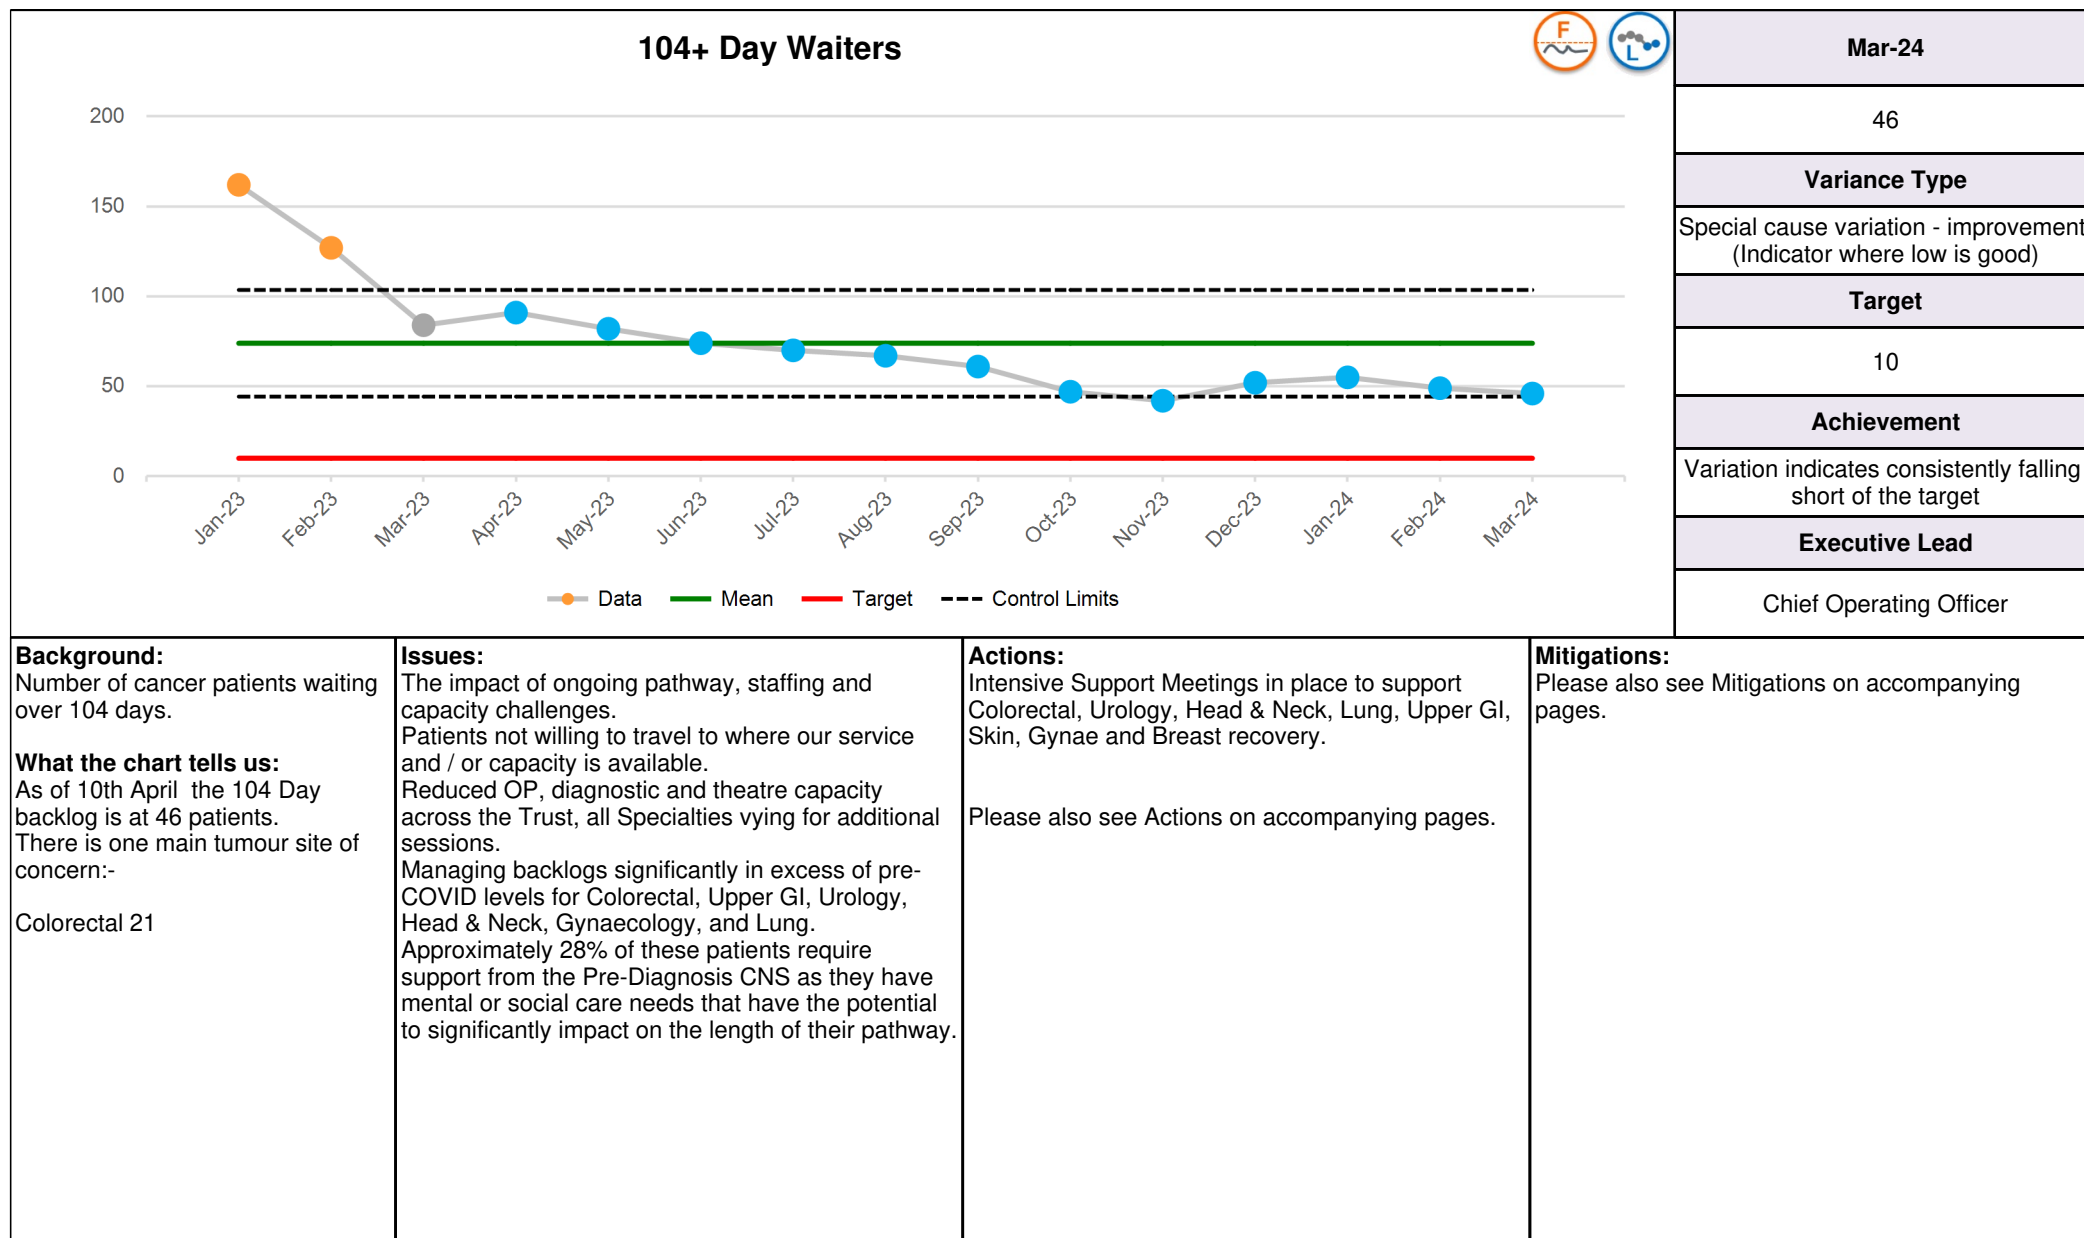 104+ Day Waiters
F
L
200
150
100
50
0
Jan-23
Feb-23
Mar-23
Apr-23
May-23
Jun-23
Jul-23
Aug-23
Sep-23
Oct-23
Nov-23
Dec-23
Jan-24
Feb-24
Mar-24
Data
Mean
Target
Control Limits
Mar-24
46
Variance Type
Special cause variation - improvement
(Indicator where low is good)
Target
10
Achievement
Variation indicates consistently falling
short of the target
Executive Lead
Chief Operating Officer
Background:
Number of cancer patients waiting
over 104 days.
What the chart tells us:
As of 10th April  the 104 Day
backlog is at 46 patients.
There is one main tumour site of
concern:-
Colorectal 21
Issues:
The impact of ongoing pathway, staffing and
capacity challenges.
Patients not willing to travel to where our service
and / or capacity is available.
Reduced OP, diagnostic and theatre capacity
across the Trust, all Specialties vying for additional
sessions.
Managing backlogs significantly in excess of pre-
COVID levels for Colorectal, Upper GI, Urology,
Head & Neck, Gynaecology, and Lung.
Approximately 28% of these patients require
support from the Pre-Diagnosis CNS as they have
mental or social care needs that have the potential
to significantly impact on the length of their pathway.
Actions:
Intensive Support Meetings in place to support
Colorectal, Urology, Head & Neck, Lung, Upper GI,
Skin, Gynae and Breast recovery.
Please also see Actions on accompanying pages.
Mitigations:
Please also see Mitigations on accompanying
pages.